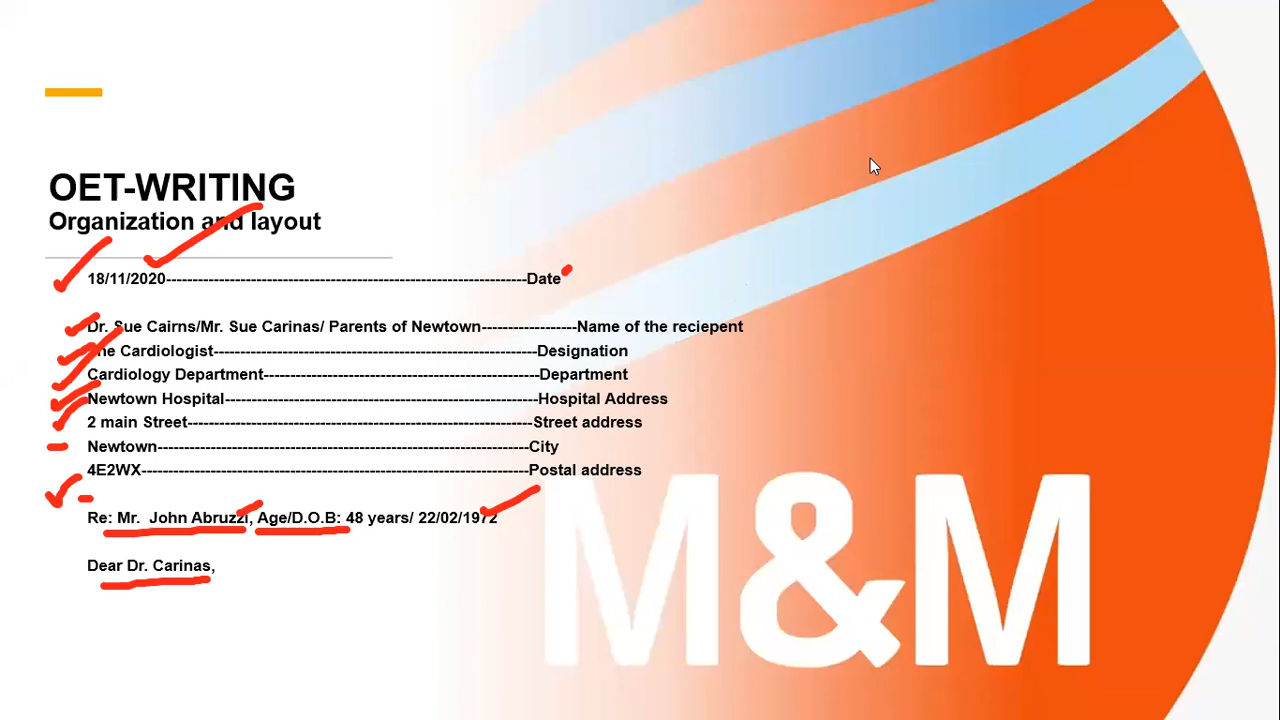 OET-WRITING
Organization and layout
18/11/2020--------------------------------------------------------------------Date
Dr. Sue Cairns/Mr. Sue Carinas/ Parents of Newtown------------------Name of the reciepent
The Cardiologist-------------------------------------------------------------Designation
Cardiology Department----------------------------------------------------Department
Newtown Hospital-----------------------------------------------------------Hospital Address
2 main Street-----------------------------------------------------------------Street address
Newtown----------------------------------------------------------------------City
4E2WX-------------------------------------------------------------------------Postal address
Re: Mr. John Abruzzi, Age/D.O.B: 48 years/ 22/02/1972
Dear Dr. Carinas,
M&M